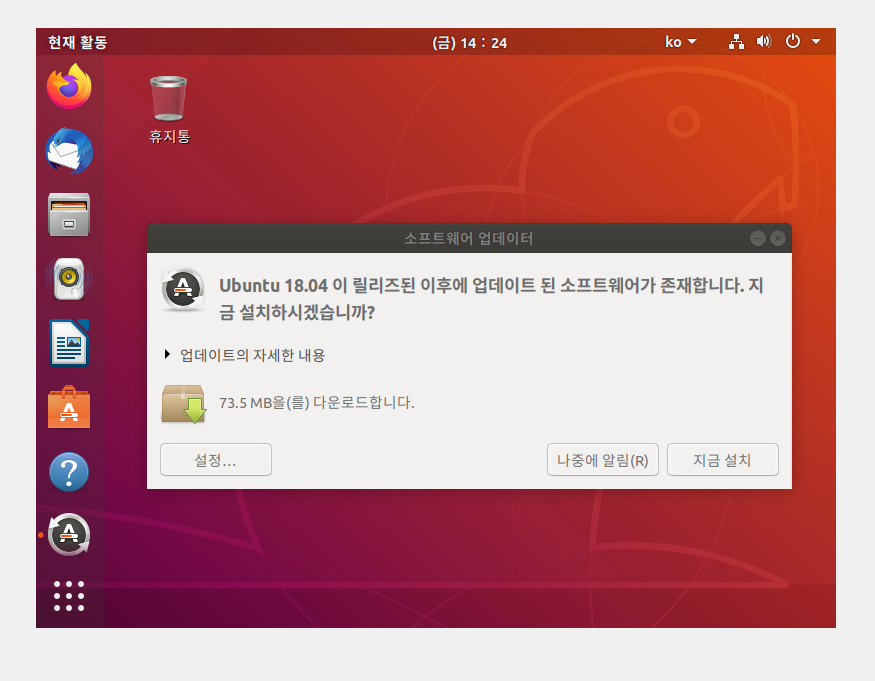 현재 활동
(금) 14 : 24
ko
휴지통
소프트웨어 업데이터
Ubuntu 18.04 이 릴리즈된 이후에 업데이트 된 소프트웨어가 존재합니다. 지
금 설치하시겠습니까?
업데이트의 자세한 내용
73.5 MB을(를) 다운로드합니다.
설정...
나중에 알림(R)
지금 설치